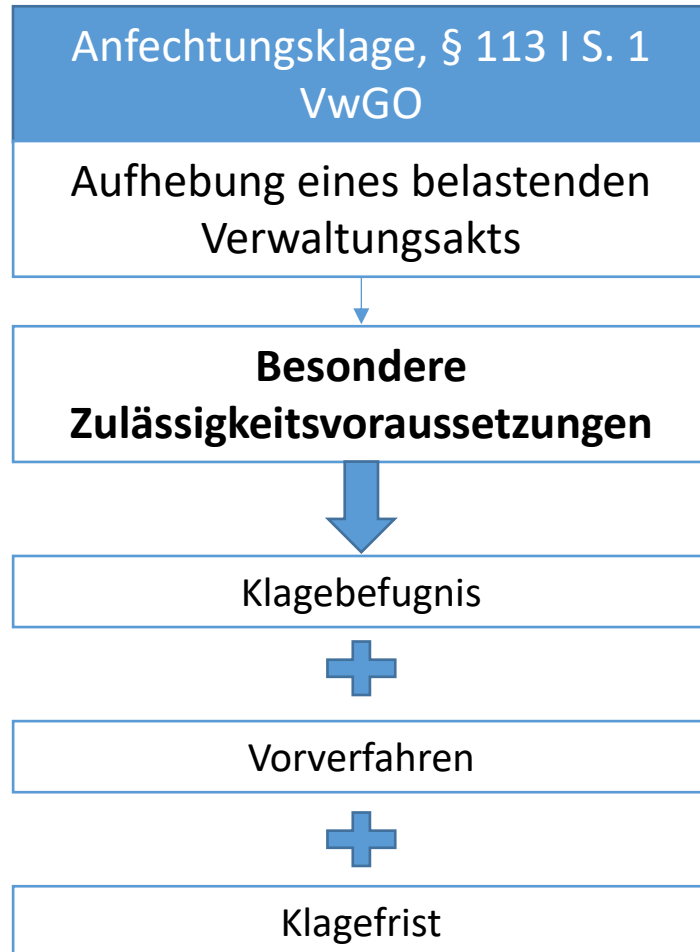 Anfechtungsklage, § 113 I S. 1
VwGO
Aufhebung eines belastenden
Verwaltungsakts
Besondere
Zulässigkeitsvoraussetzungen
Klagebefugnis
Vorverfahren
Klagefrist